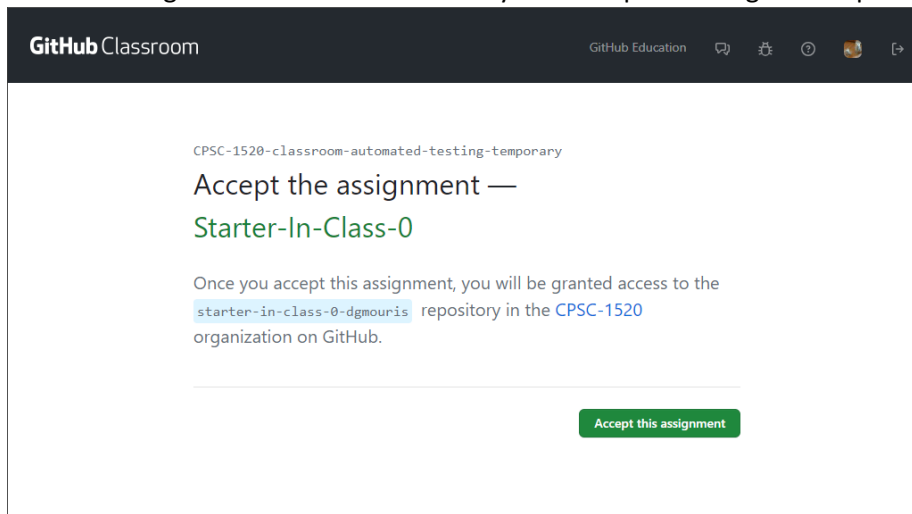 GitHub Classroom
GitHub Education
CPSC-1520-classroom-automated-testing-temporary
Accept the assignment —
Starter-In-Class-0
Once you accept this assignment, you will be granted access to the
starter-in-class-0-dgmouris repository in the CPSC-1520
organization on GitHub.
Accept this assignment